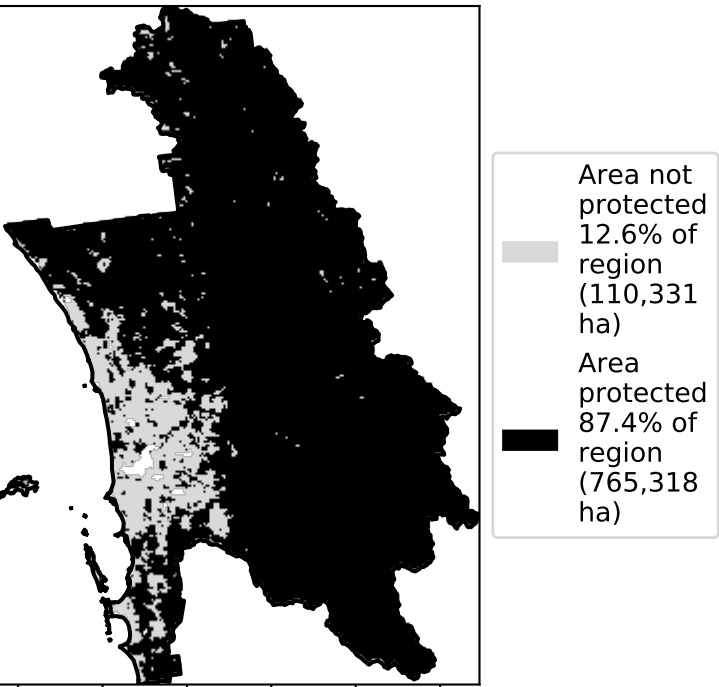 Area not
protected
12.6% of
region
(110,331
ha)
Area
protected
87.4% of
region
(765,318
ha)